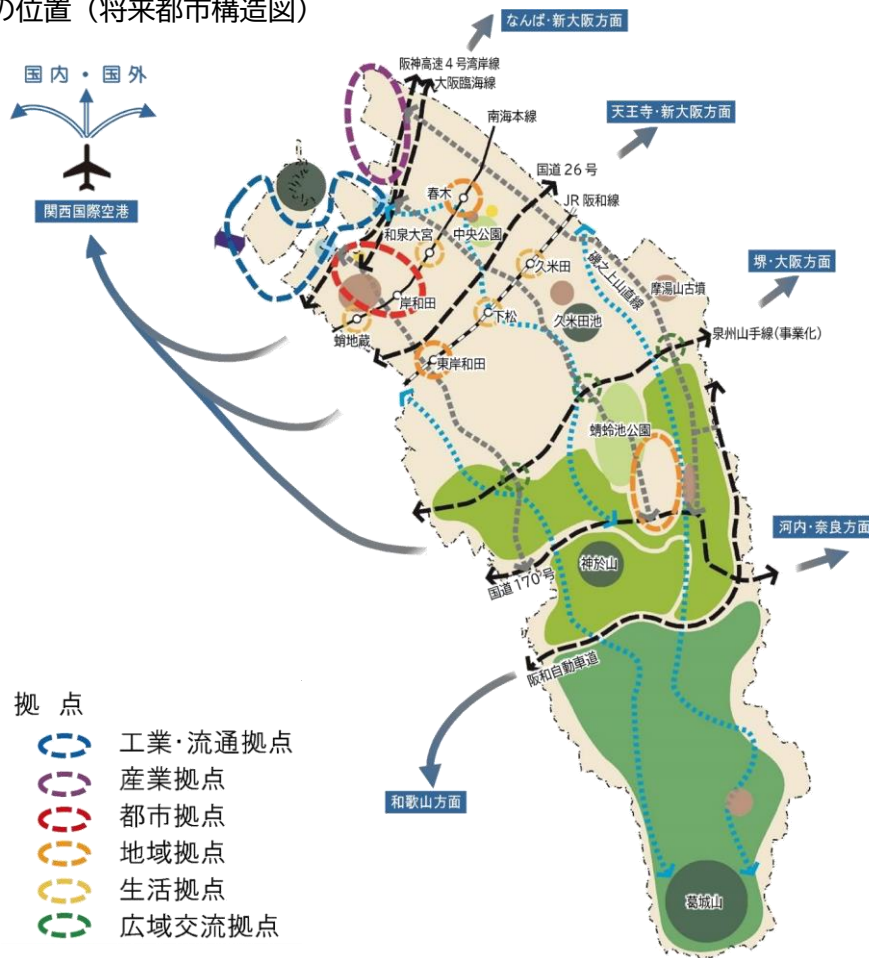 の位置（将来都市構造図）
なんば・新大阪方面
国内・国外
阪神高速4号湾岸線
大阪臨海線
南海本線
天王寺・新大阪方面
国道26号
JR阪和線
春木
関西国際空港
和泉大宮
中央公園
久米田
磯之上山直線
堺・大阪方面
摩湯山古墳
岸和田
下松
久米田池
泉州山手線(事業化)
蛸地蔵
東岸和田
蜻蛉池公園
河内・奈良方面
神於山
国道170号
阪和自動車道
和歌山方面
葛城山
拠 点
工業・流通拠点
産業拠点
都市拠点
地域拠点
生活拠点
広域交流拠点